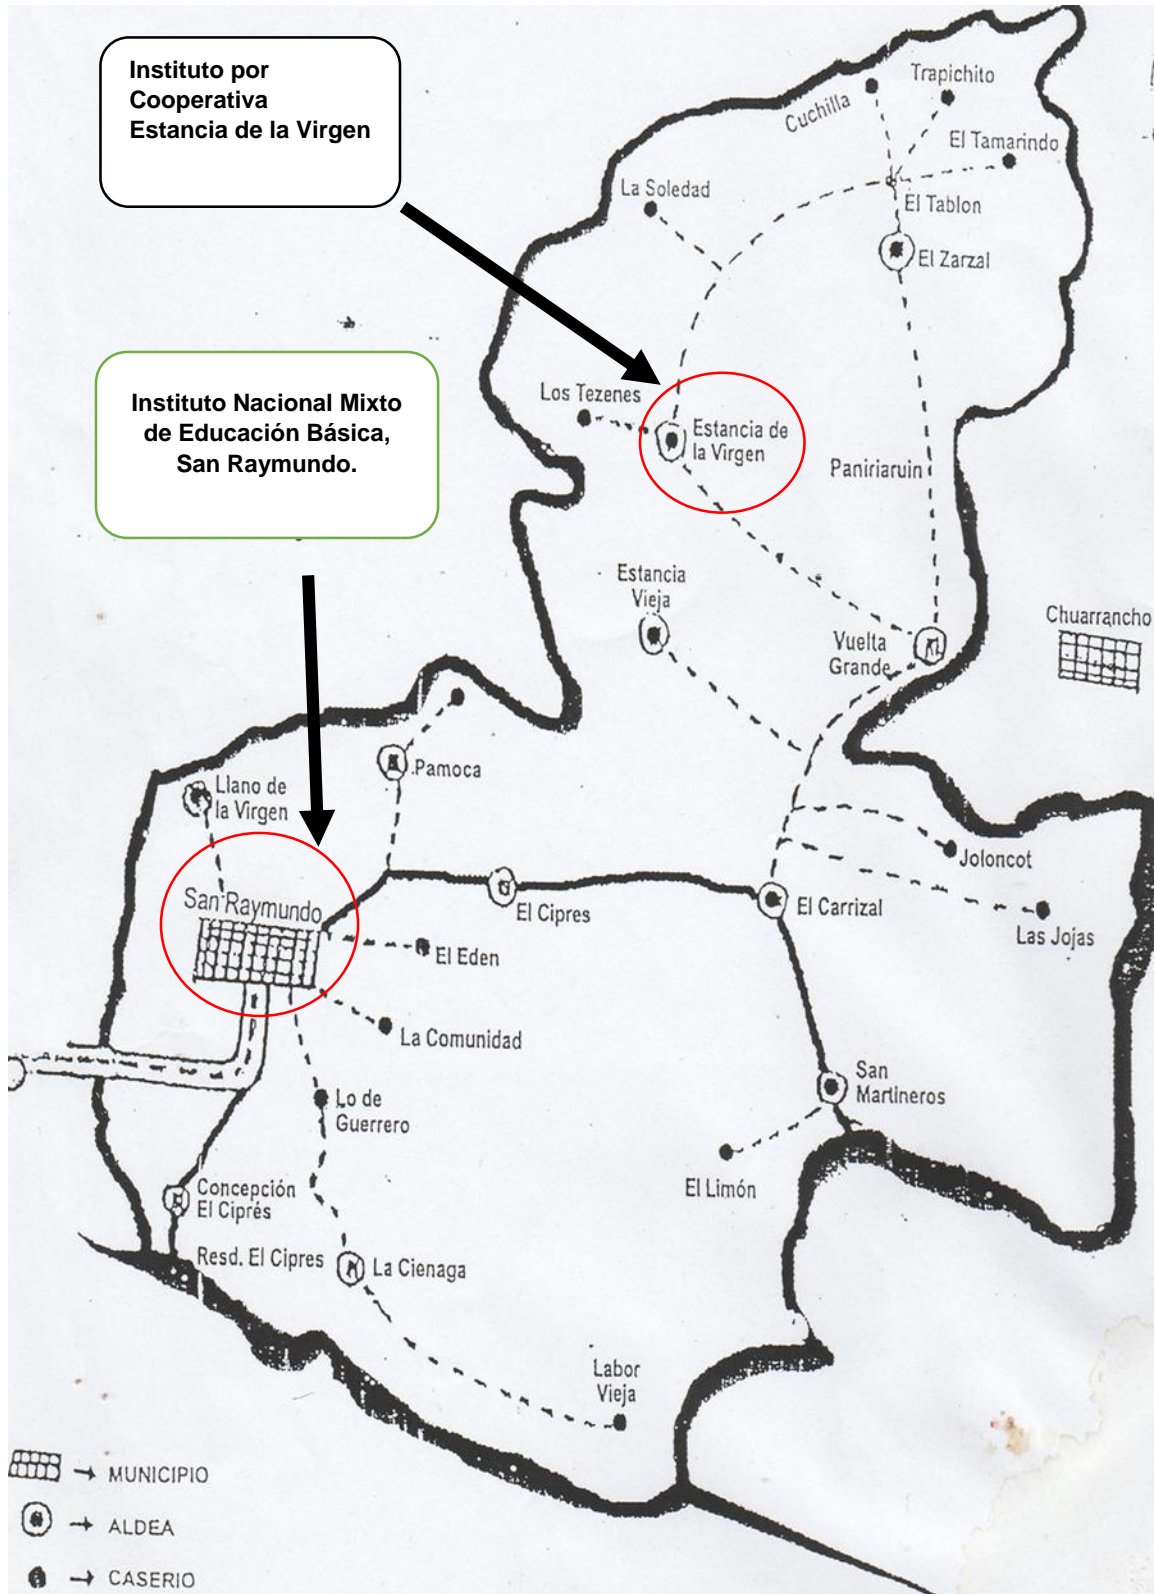 Instituto por
Cooperativa
Estancia de la Virgen
Trapichito
Cuchilla
El Tamarindo
La Soledad
El Tablon
El Zarzal
Instituto Nacional Mixto
de Educación Básica,
San Raymundo.
Los Tezenes
Estancia de
la Virgen
Paniriaruin
Estancia
Vieja
Chuarrancho
Vuelta
Grande
Pamoca
Llano de
la Virgen
Joloncot
San Raymundo
El Cipres
El Carrizal
Las Jojas
El Eden
La Comunidad
San
Martineros
Lo de
Guerrero
El Limón
Concepción
El Ciprés
Resd. El Cipres
La Cienaga
Labor
Vieja
MUNICIPIO
ALDEA
CASERIO